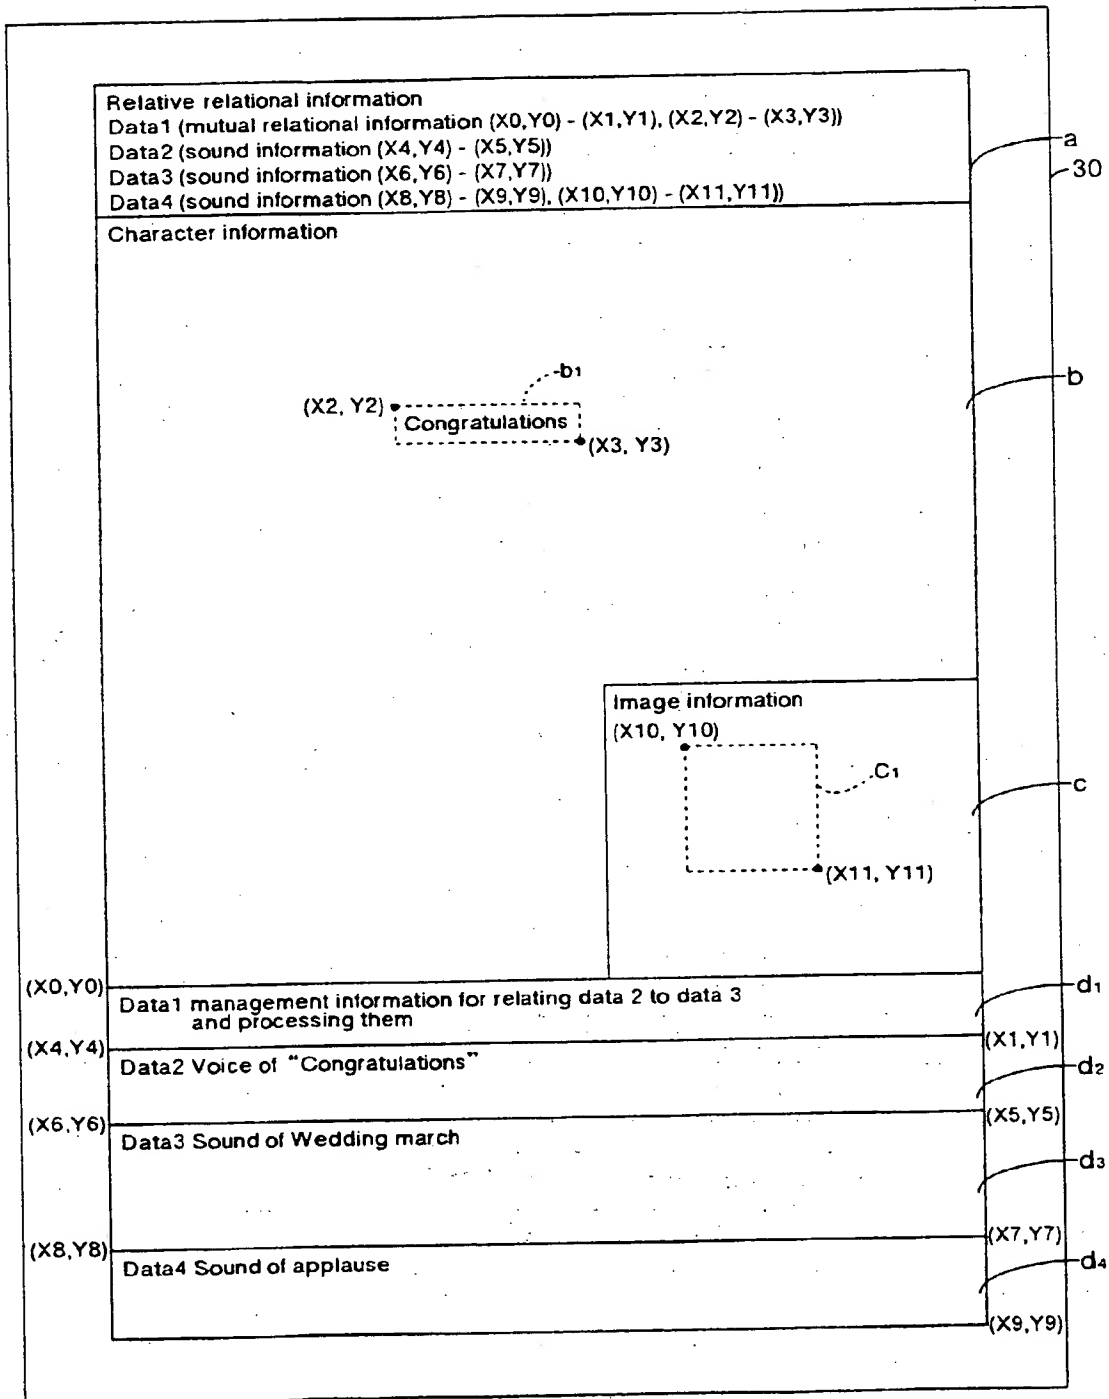 Relative relational information
Data1 (mutual relational information (X0,Y0) - (X1,Y1), (X2,Y2) - (X3,Y3))
Data2 (sound information (X4,Y4) - (X5,Y5))
Data3 (sound information (X6,Y6) - (X7,Y7))
Data4 (sound information (X8,Y8) - (X9,Y9), (X10,Y10) - (X11,Y11))
a
30
Character information
b1
b
(X2, Y2)
Congratulations
(X3, Y3)
Image information
(X10, Y10)
C1
c
(X11, Y11)
(X0,Y0)
Data1 management information for relating data 2 to data 3
and processing them
d1
(X1,Y1)
(X4,Y4)
Data2 Voice of "Congratulations"
d2
(X5,Y5)
(X6,Y6)
Data3 Sound of Wedding march
d3
(X7,Y7)
(X8,Y8)
Data4 Sound of applause
d4
(X9,Y9)